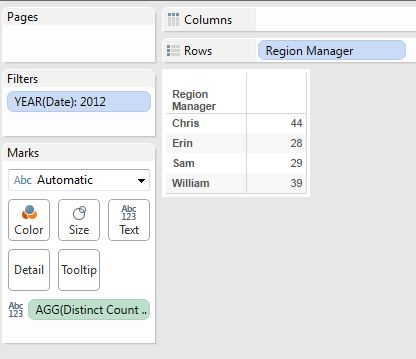 Pages
Columns
Rows Region Manager
Filters
YEAR(Date): 2012
Region
Manager
Chris 44
Erin 28
Sam 29
William 39
Marks
Abc Automatic
Color Size Abc
123
Text
Detail Tooltip
Abc
123 AGG(Distinct Count ..